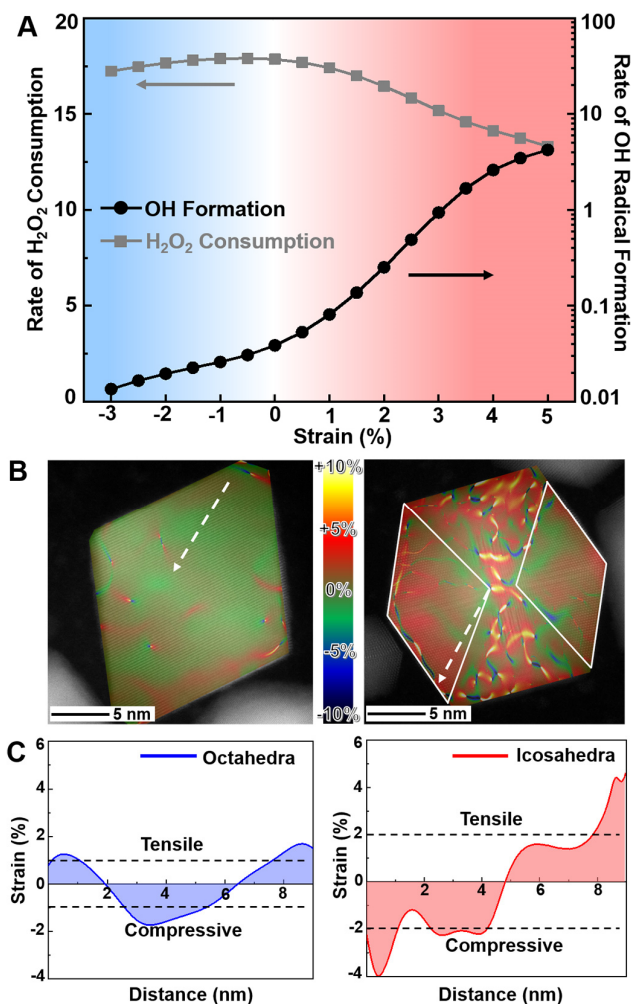 A
20
15
10
5
0
Rate of H₂O₂ Consumption
OH Formation
H₂O₂ Consumption
100
10
1
0.1
0.01
Rate of OH Radical Formation
-3 -2 -1 0 1 2 3 4 5
Strain (%)
B
+10%
+5%
0%
-5%
-10%
5 nm
5 nm
C
6
4
2
0
-2
-4
Strain (%)
Octahedra
Tensile
2 4 6 8
Compressive
Distance (nm)
6
4
2
0
-2
-4
Strain (%)
Icosahedra
Tensile
2 4 6 8
Compressive
Distance (nm)